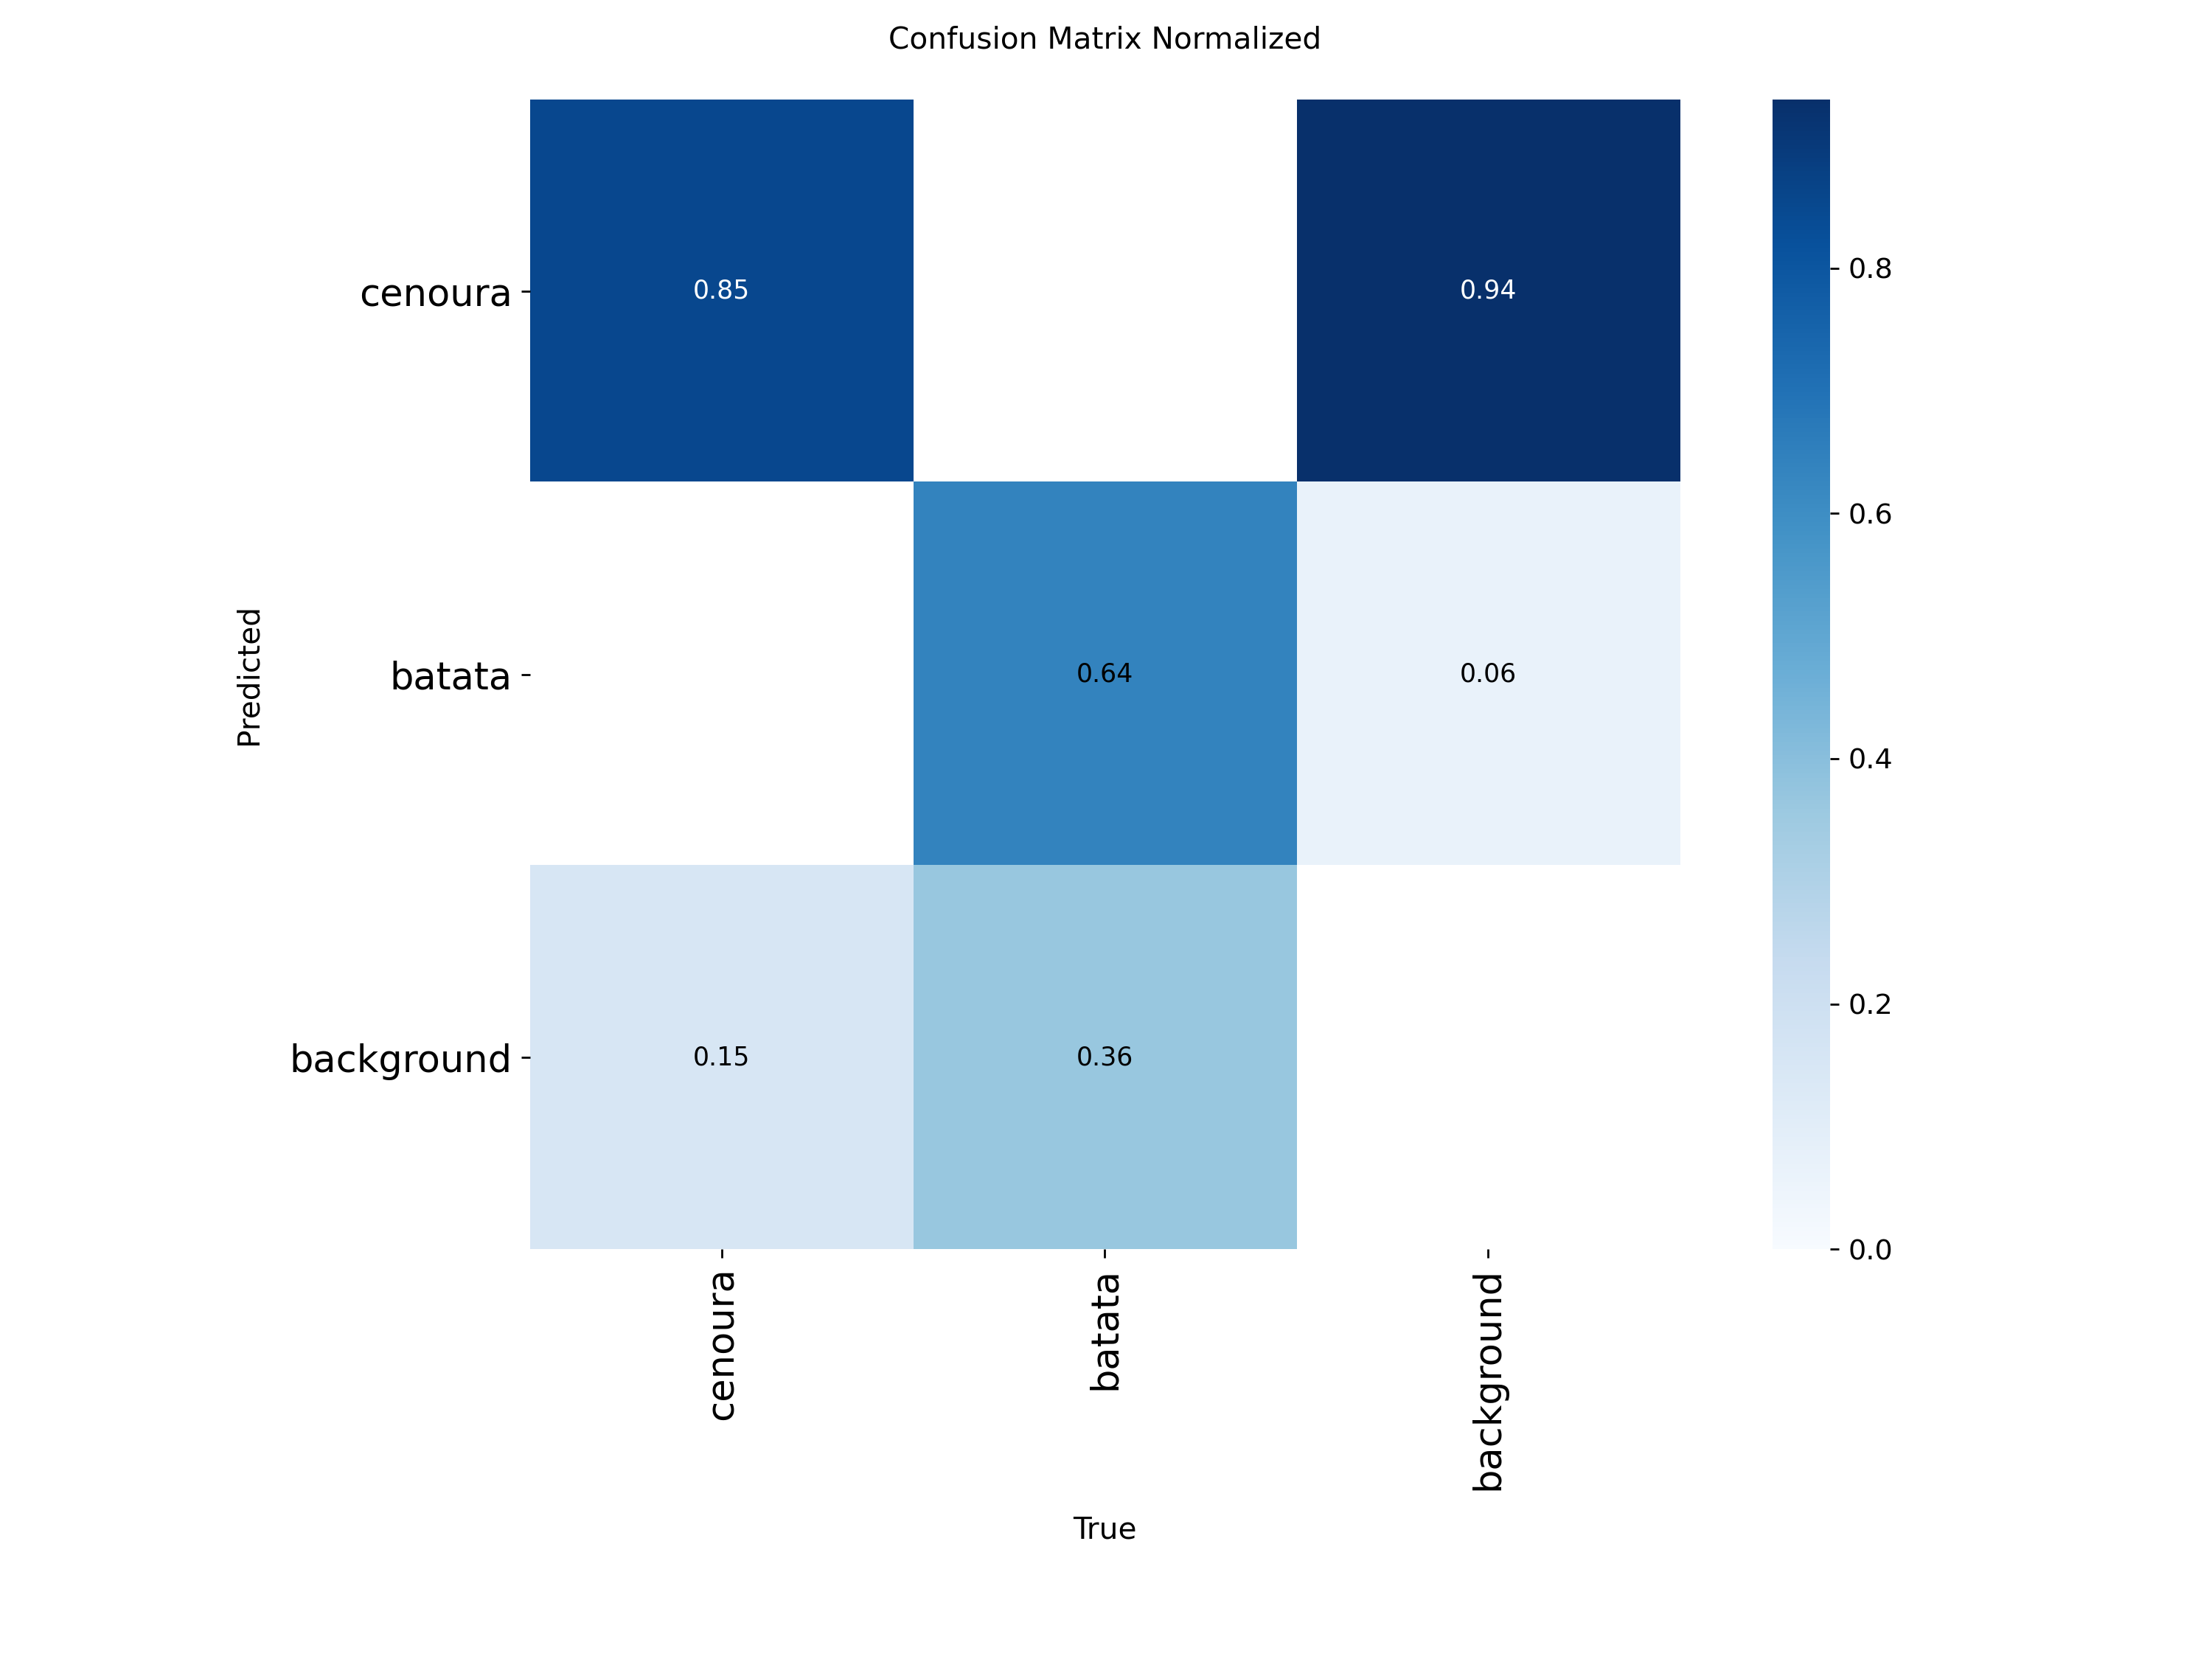 Confusion Matrix Normalized
cenoura
0.85
0.94
batata
0.64
0.06
background
0.15
0.36
Predicted
cenoura
batata
background
True
0.8
0.6
0.4
0.2
0.0